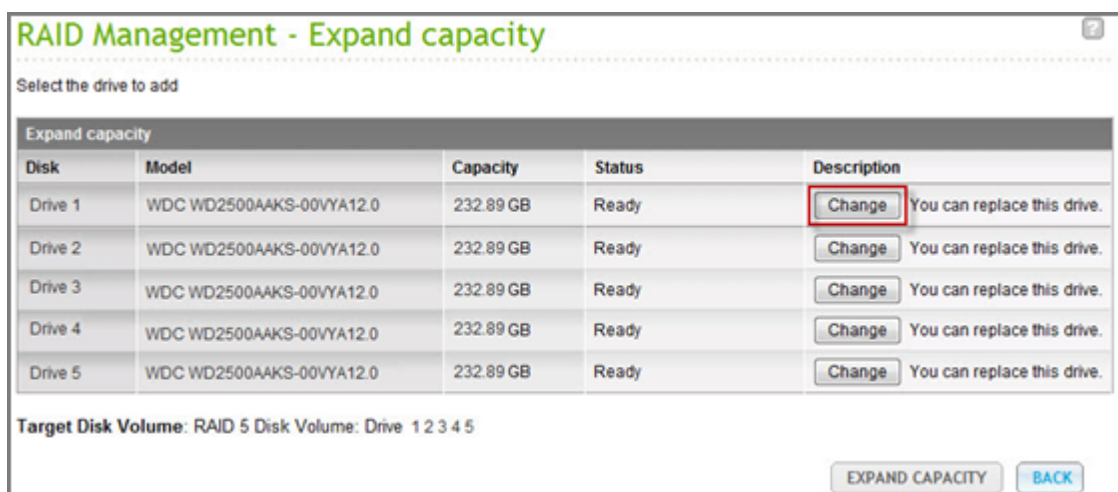 RAID Management - Expand capacity
?
Select the drive to add
Expand capacity
Disk Model Capacity Status Description
Drive 1 WDC WD2500AAKS-00VYA12.0 232.89 GB Ready Change You can replace this drive.
Drive 2 WDC WD2500AAKS-00VYA12.0 232.89 GB Ready Change You can replace this drive.
Drive 3 WDC WD2500AAKS-00VYA12.0 232.89 GB Ready Change You can replace this drive.
Drive 4 WDC WD2500AAKS-00VYA12.0 232.89 GB Ready Change You can replace this drive.
Drive 5 WDC WD2500AAKS-00VYA12.0 232.89 GB Ready Change You can replace this drive.
Target Disk Volume: RAID 5 Disk Volume: Drive 1 2 3 4 5
EXPAND CAPACITY BACK